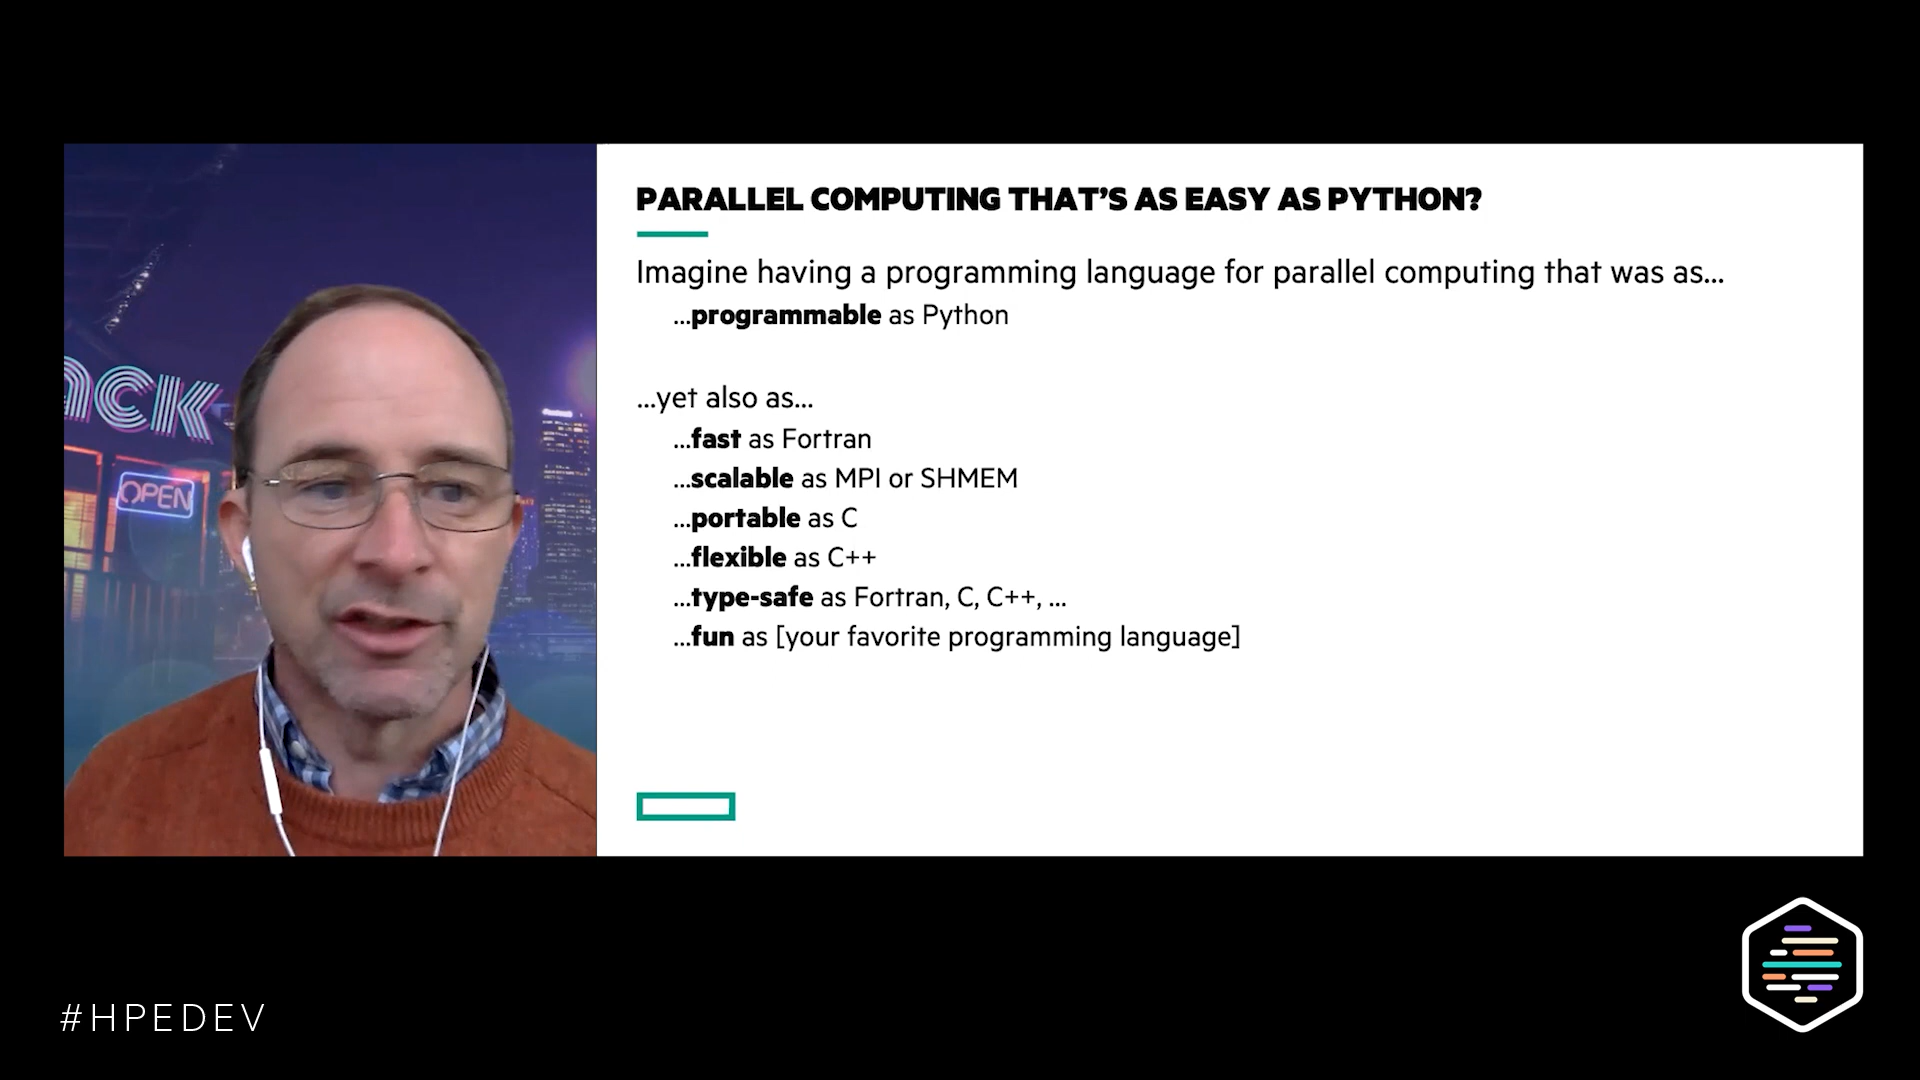 ACK
OPEN
PARALLEL COMPUTING THAT’S AS EASY AS PYTHON?
Imagine having a programming language for parallel computing that was as...
...programmable as Python
...yet also as...
...fast as Fortran
...scalable as MPI or SHMEM
...portable as C
...flexible as C++
...type-safe as Fortran, C, C++, ...
...fun as [your favorite programming language]
#HPEDEV